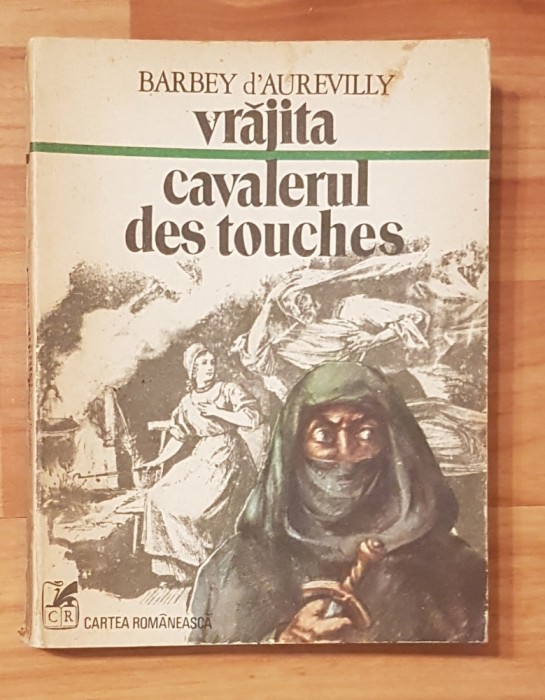 BARBEY d'AUREVILLY
vrăjita
cavalerul
des touches
CR
CARTEA ROMÂNEASCĂ